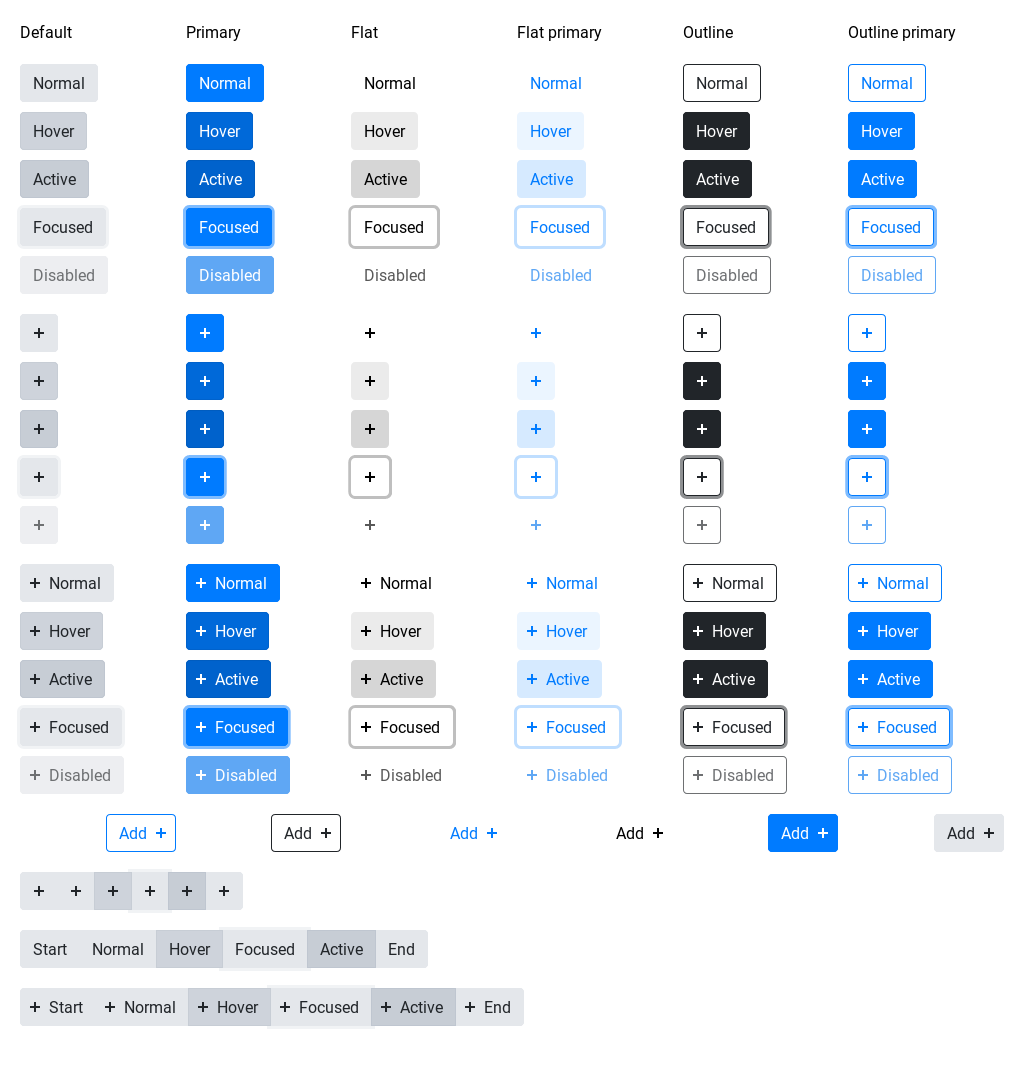 Default Primary Flat Flat primary Outline Outline primary
Normal Normal Normal Normal Normal Normal
Hover Hover Hover Hover Hover Hover
Active Active Active Active Active Active
Focused Focused Focused Focused Focused Focused
Disabled Disabled Disabled Disabled Disabled Disabled
+ + + + + +
+ + + + + +
+ + + + + +
+ + + + + +
+ + + + + +
+ Normal + Normal + Normal + Normal + Normal + Normal
+ Hover + Hover + Hover + Hover + Hover + Hover
+ Active + Active + Active + Active + Active + Active
+ Focused + Focused + Focused + Focused + Focused + Focused
+ Disabled + Disabled + Disabled + Disabled + Disabled + Disabled
Add + Add + Add + Add + Add + Add +
+ + + + + +
Start Normal Hover Focused Active End
+ Start + Normal + Hover + Focused + Active + End